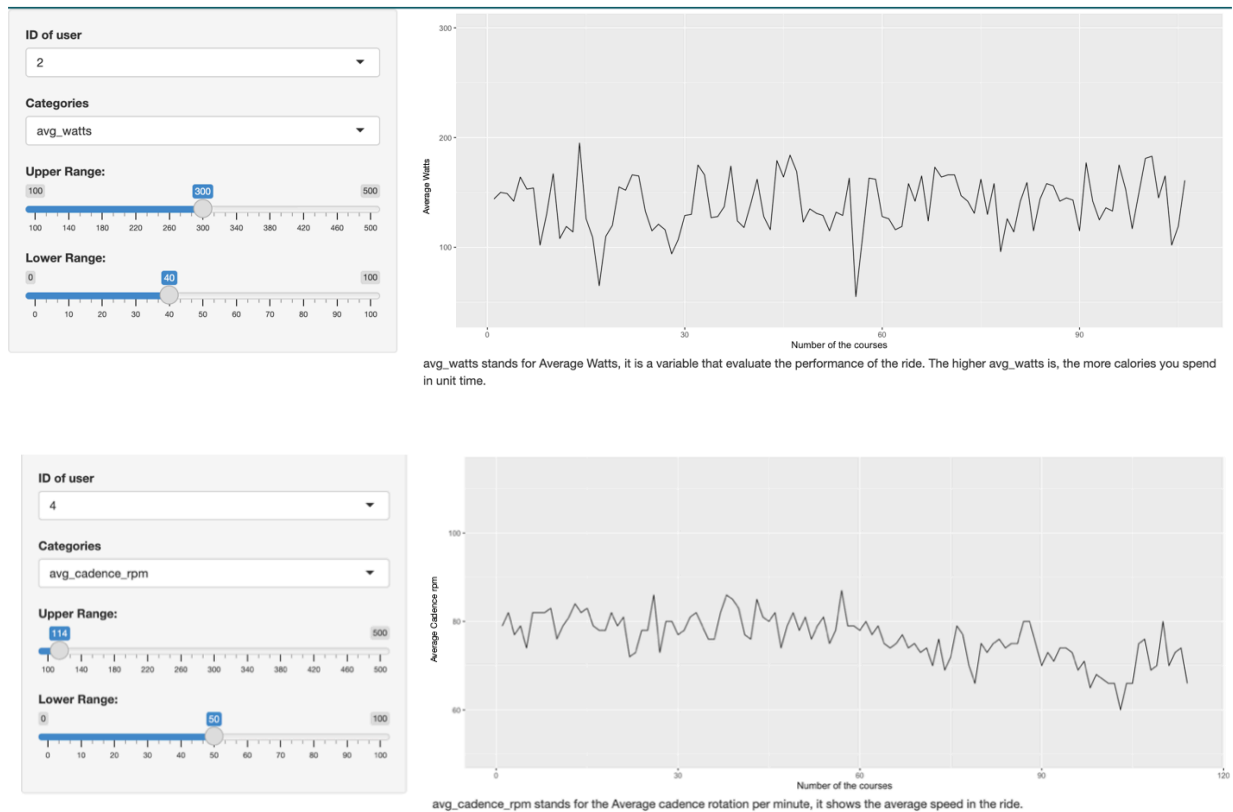 ID of user
2
Categories
avg_watts
Upper Range:
100 300 500
100 140 180 220 260 300 340 380 420 460 500
Lower Range:
0 40 100
0 10 20 30 40 50 60 70 80 90 100
300
200
100
Average Watts
0 30 60 90
Number of the courses
avg_watts stands for Average Watts, it is a variable that evaluate the performance of the ride. The higher avg_watts is, the more calories you spend
in unit time.
ID of user
4
Categories
avg_cadence_rpm
Upper Range:
114 500
100 140 180 220 260 300 340 380 420 460 500
Lower Range:
0 50 100
0 10 20 30 40 50 60 70 80 90 100
100
80
60
Average Cadence rpm
0 30 60 90 120
Number of the courses
avg_cadence_rpm stands for the Average cadence rotation per minute, it shows the average speed in the ride.